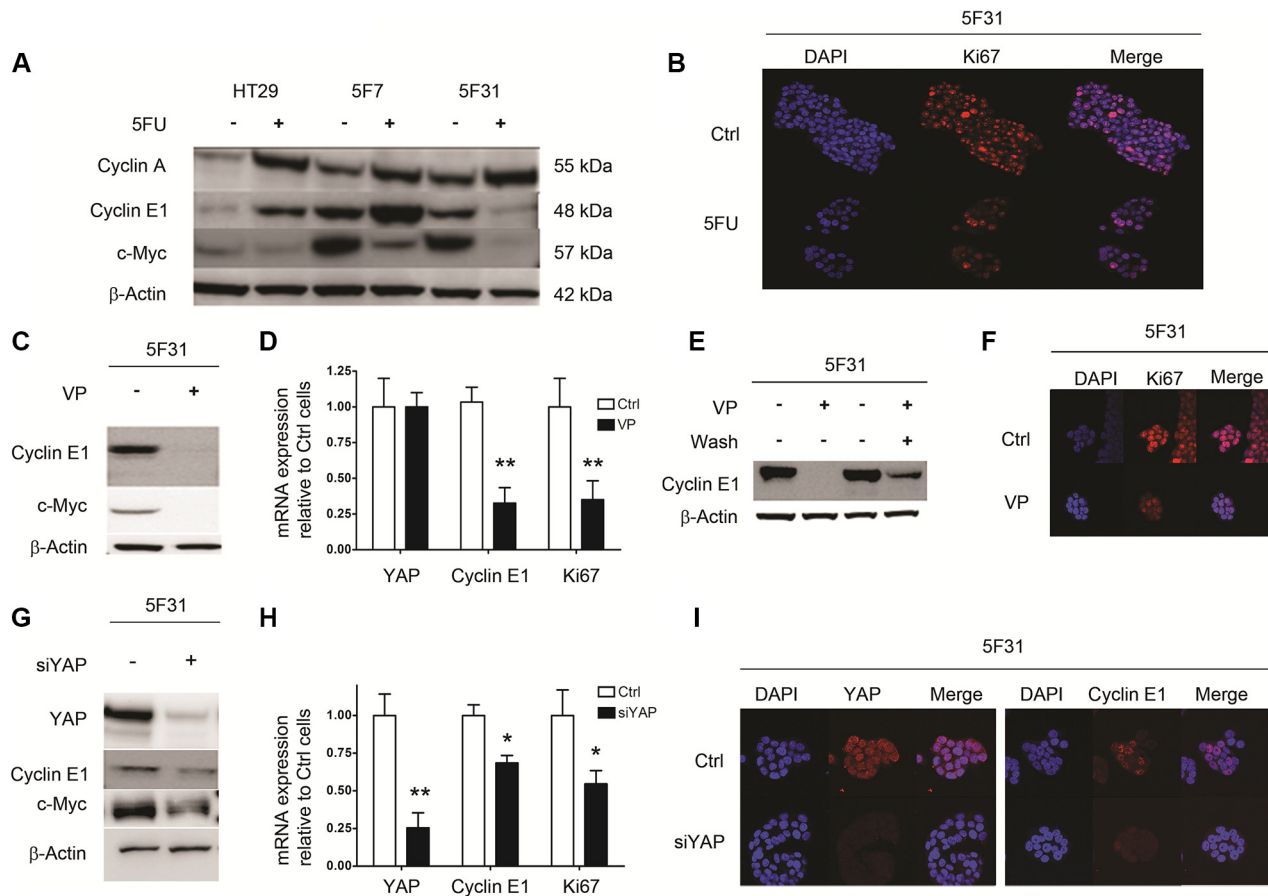 A
HT29 5F7 5F31
5FU - + - + - +
Cyclin A 55 kDa
Cyclin E1 48 kDa
c-Myc 57 kDa
β-Actin 42 kDa
B
5F31
DAPI Ki67 Merge
Ctrl
5FU
C
5F31
VP - +
Cyclin E1
c-Myc
β-Actin
D
mRNA expression
relative to Ctrl cells
1.25
1.00
0.75
0.50
0.25
0.00
Ctrl
VP
** **
YAP Cyclin E1 Ki67
E
5F31
VP - + - +
Wash - - - +
Cyclin E1
β-Actin
F
5F31
DAPI Ki67 Merge
Ctrl
VP
G
5F31
siYAP - +
YAP
Cyclin E1
c-Myc
β-Actin
H
mRNA expression
relative to Ctrl cells
1.00
0.75
0.50
0.25
0.00
Ctrl
siYAP
** * *
YAP Cyclin E1 Ki67
I
5F31
DAPI YAP Merge DAPI Cyclin E1 Merge
Ctrl
siYAP